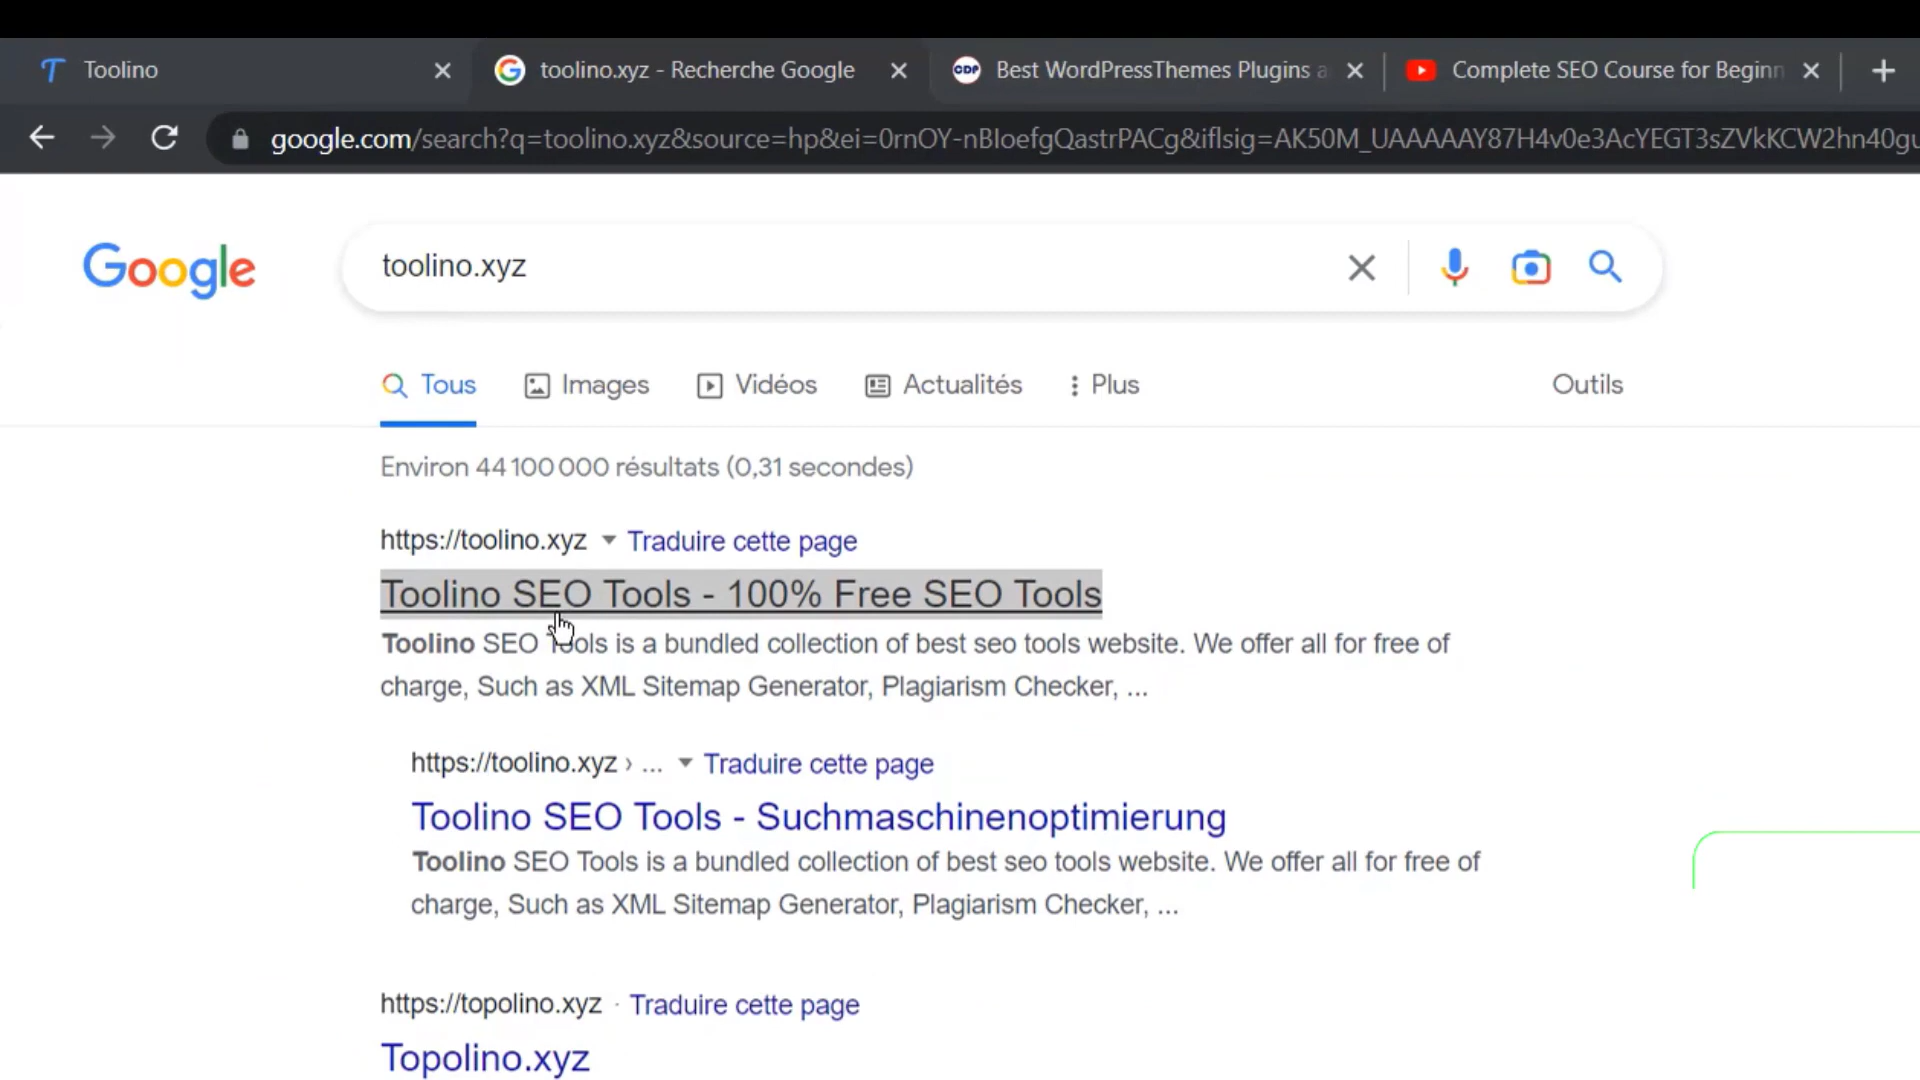 Toolino
toolino.xyz - Recherche Google
Best WordPressThemes Plugins a
Complete SEO Course for Beginn
google.com/search?q=toolino.xyz&source=hp&ei=0rnOY-nBIoefgQastrPACg&iflsig=AK50M_UAAAAAY87H4v0e3AcYEGT3sZVkKCW2hn40gu
Google
toolino.xyz
Tous
Images
Vidéos
Actualités
Plus
Outils
Environ 44 100 000 résultats (0,31 secondes)
https://toolino.xyz Traduire cette page
Toolino SEO Tools - 100% Free SEO Tools
Toolino SEO Tools is a bundled collection of best seo tools website. We offer all for free of
charge, Such as XML Sitemap Generator, Plagiarism Checker, ...
https://toolino.xyz › ... Traduire cette page
Toolino SEO Tools - Suchmaschinenoptimierung
Toolino SEO Tools is a bundled collection of best seo tools website. We offer all for free of
charge, Such as XML Sitemap Generator, Plagiarism Checker, ...
https://topolino.xyz · Traduire cette page
Topolino.xyz